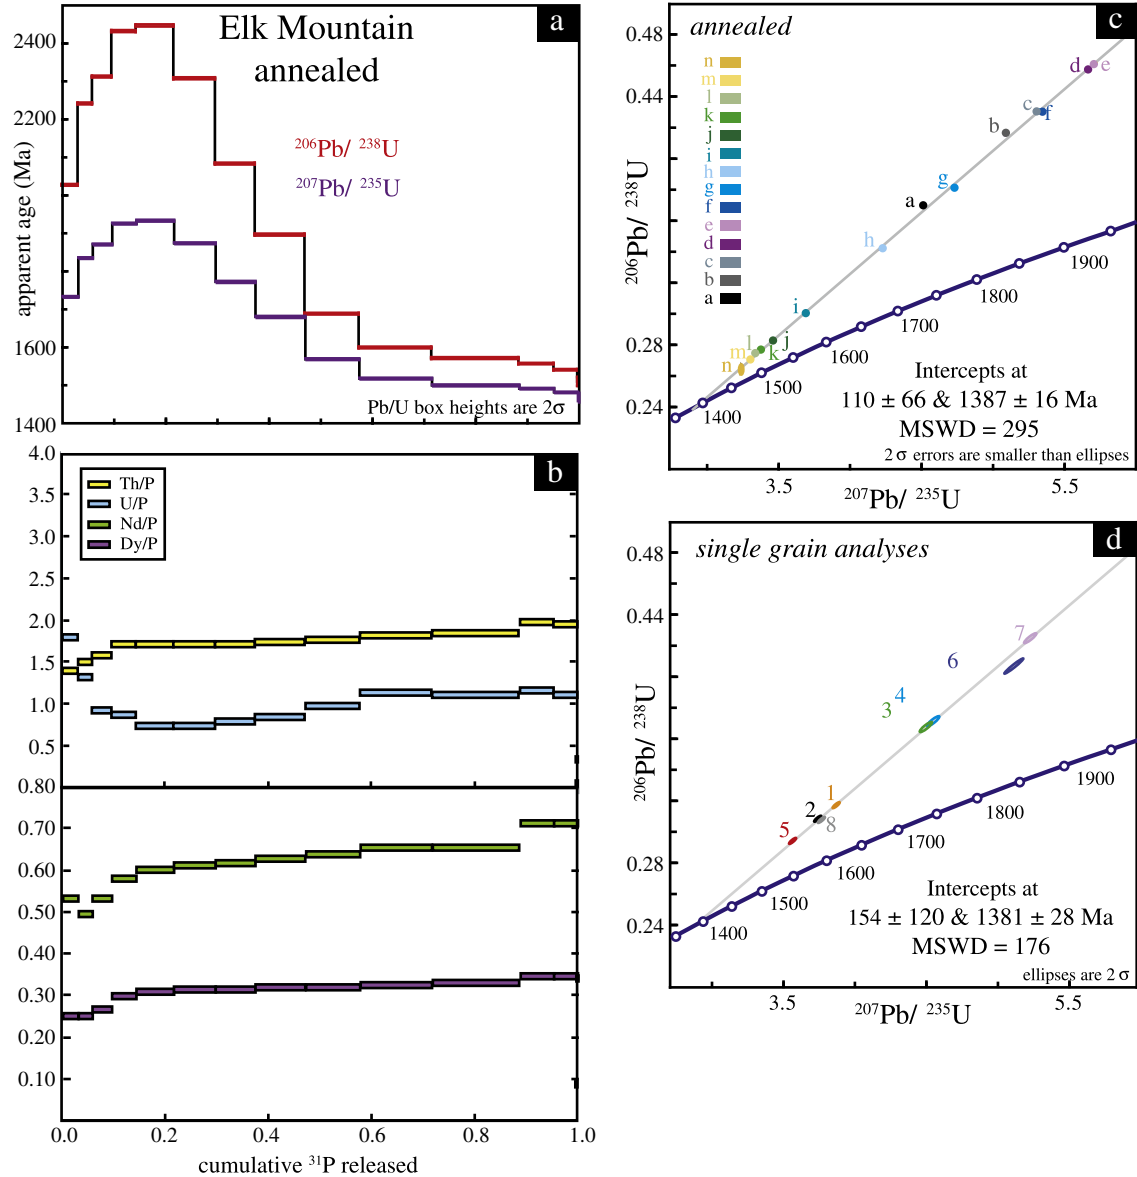 a
Elk Mountain
annealed
206Pb/ 238U
207Pb/ 235U
apparent age (Ma)
2400
2200
1600
1400
Pb/U box heights are 2σ
b
Th/P
U/P
Nd/P
Dy/P
4.0
3.5
3.0
2.5
2.0
1.5
1.0
0.5
0.80
0.70
0.60
0.50
0.40
0.30
0.20
0.10
0.0 0.2 0.4 0.6 0.8 1.0
cumulative 31P released
c
annealed
n
m
l
k
j
i
h
g
f
e
d
c
b
a
0.48
0.44
0.28
0.24
206Pb/ 238U
d e
c f
b
g
a
h
i
l j
m k
n
1400
1500
1600
1700
1800
1900
Intercepts at
110 ± 66 & 1387 ± 16 Ma
MSWD = 295
2σ errors are smaller than ellipses
3.5 5.5
207Pb/ 235U
d
single grain analyses
0.48
0.44
0.28
0.24
206Pb/ 238U
7
6
4
3
1
2
8
5
1400
1500
1600
1700
1800
1900
Intercepts at
154 ± 120 & 1381 ± 28 Ma
MSWD = 176
ellipses are 2σ
3.5 5.5
207Pb/ 235U